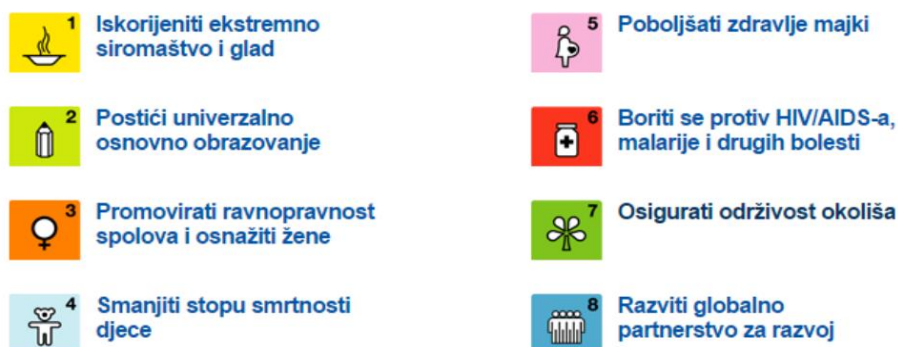 1
Iskorijeniti ekstremno
siromaštvo i glad
2
Postići univerzalno
osnovno obrazovanje
3
Promovirati ravnopravnost
spolova i osnažiti žene
4
Smanjiti stopu smrtnosti
djece
5
Poboljšati zdravlje majki
6
Boriti se protiv HIV/AIDS-a,
malarije i drugih bolesti
7
Osigurati održivost okoliša
8
Razviti globalno
partnerstvo za razvoj